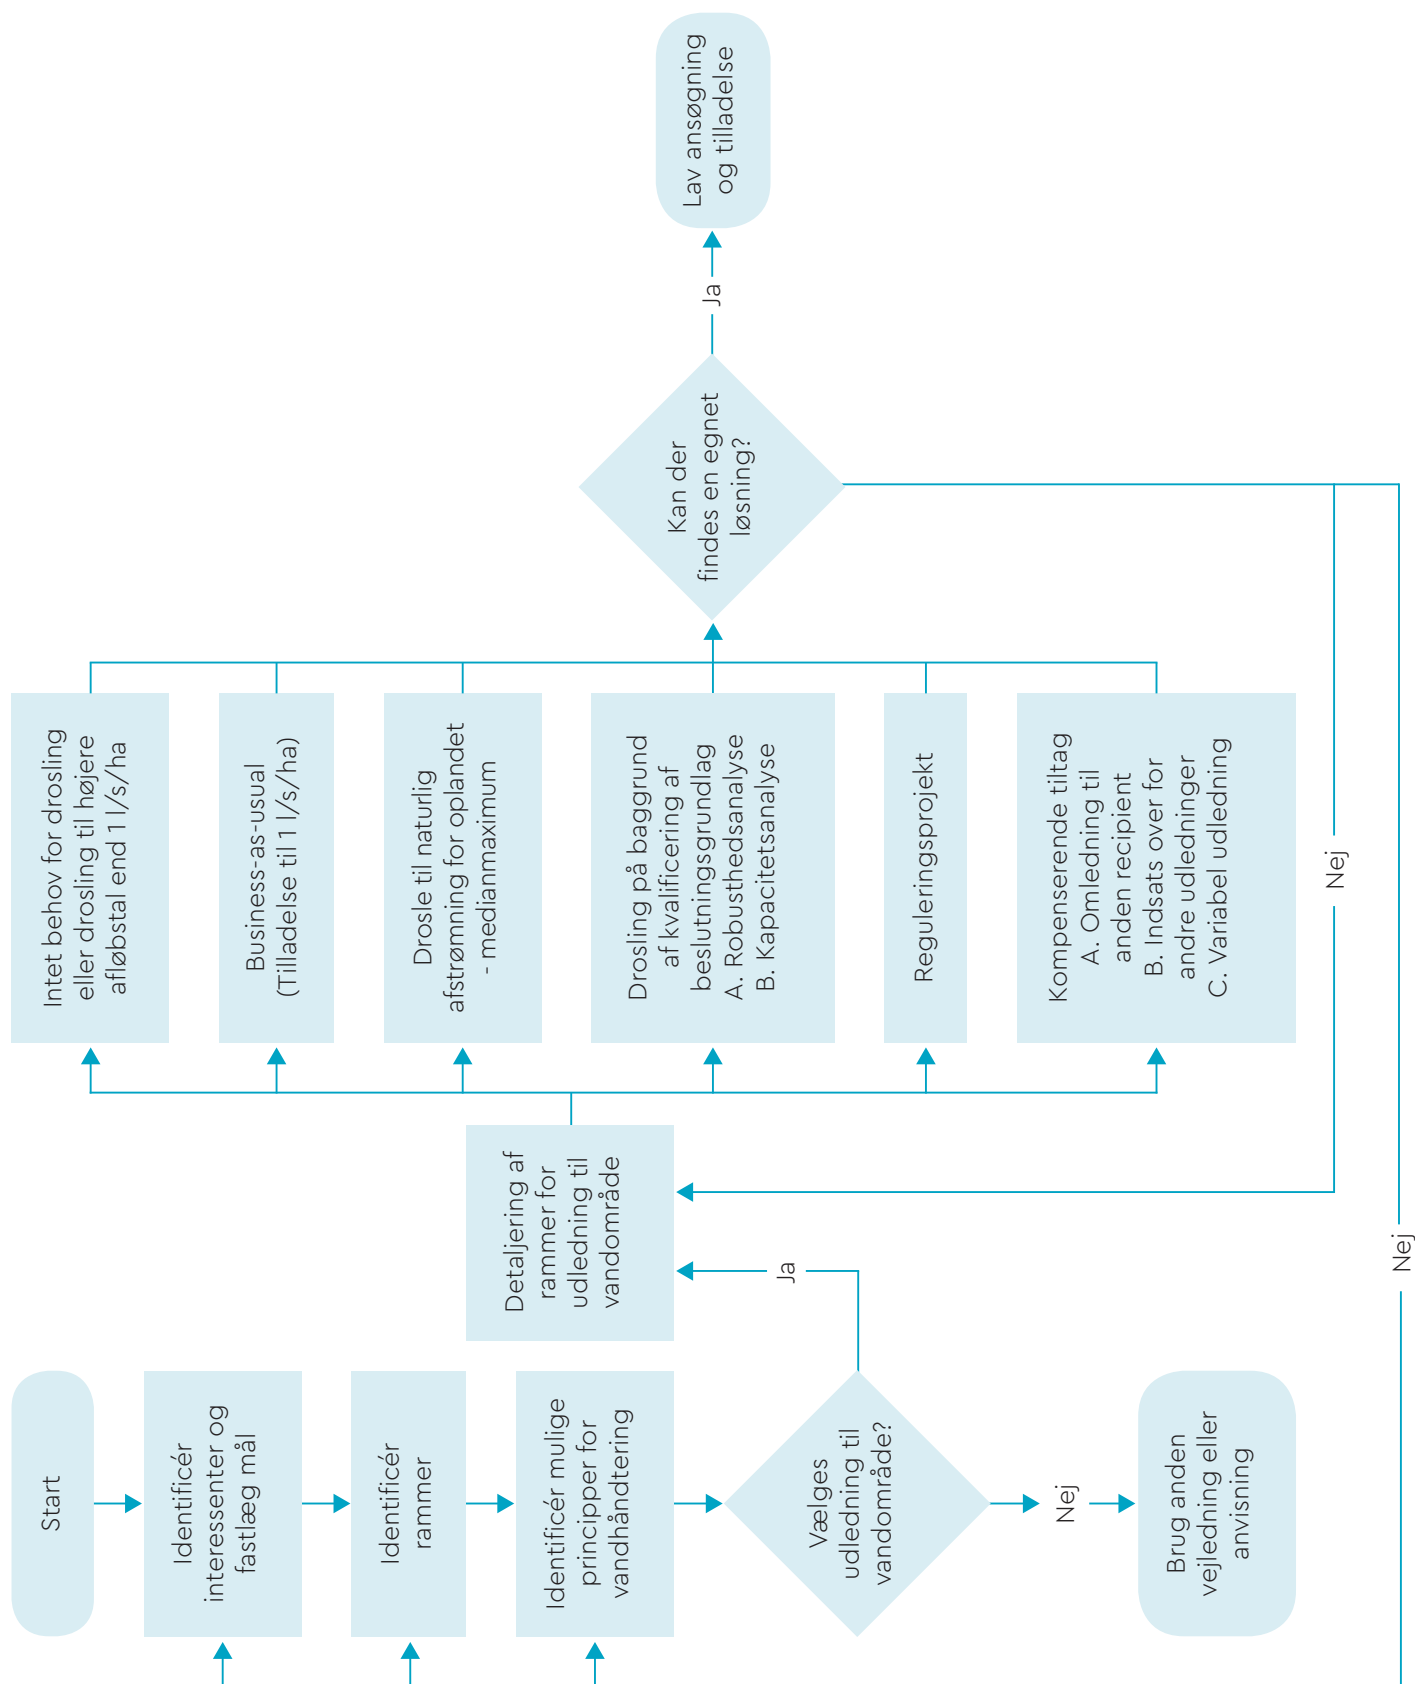 Start
Identificér
interessenter og
fastlæg mål
Identificér
rammer
Identificér mulige
principper for
vandhåndtering
Vælges
udledning til
vandområde?
Nej
Brug anden
vejledning eller
anvisning
Ja
Detaljering af
rammer for
udledning til
vandområde
Intet behov for drosling
eller drosling til højere
afløbstal end 1 l/s/ha
Business-as-usual
(Tilladelse til 1 l/s/ha)
Drosle til naturlig
afstrømning for oplandet
- medianmaximum
Drosling på baggrund
af kvalificering af
beslutningsgrundlag
A. Robusthedsanalyse
B. Kapacitetsanalyse
Reguleringsprojekt
Kompenserende tiltag
A. Omledning til
anden recipient
B. Indsats over for
andre udledninger
C. Variabel udledning
Kan der
findes en egnet
løsning?
Ja
Lav ansøgning
og tilladelse
Nej
Nej